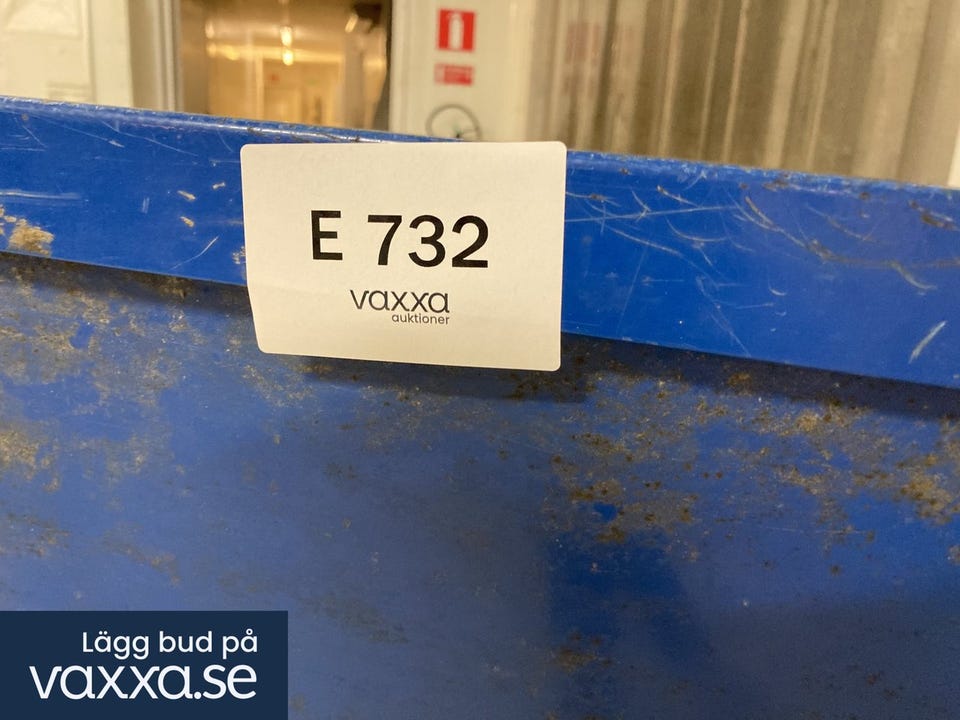 E 732
vaxxa
auktioner
Lägg bud på
vaxxa.se